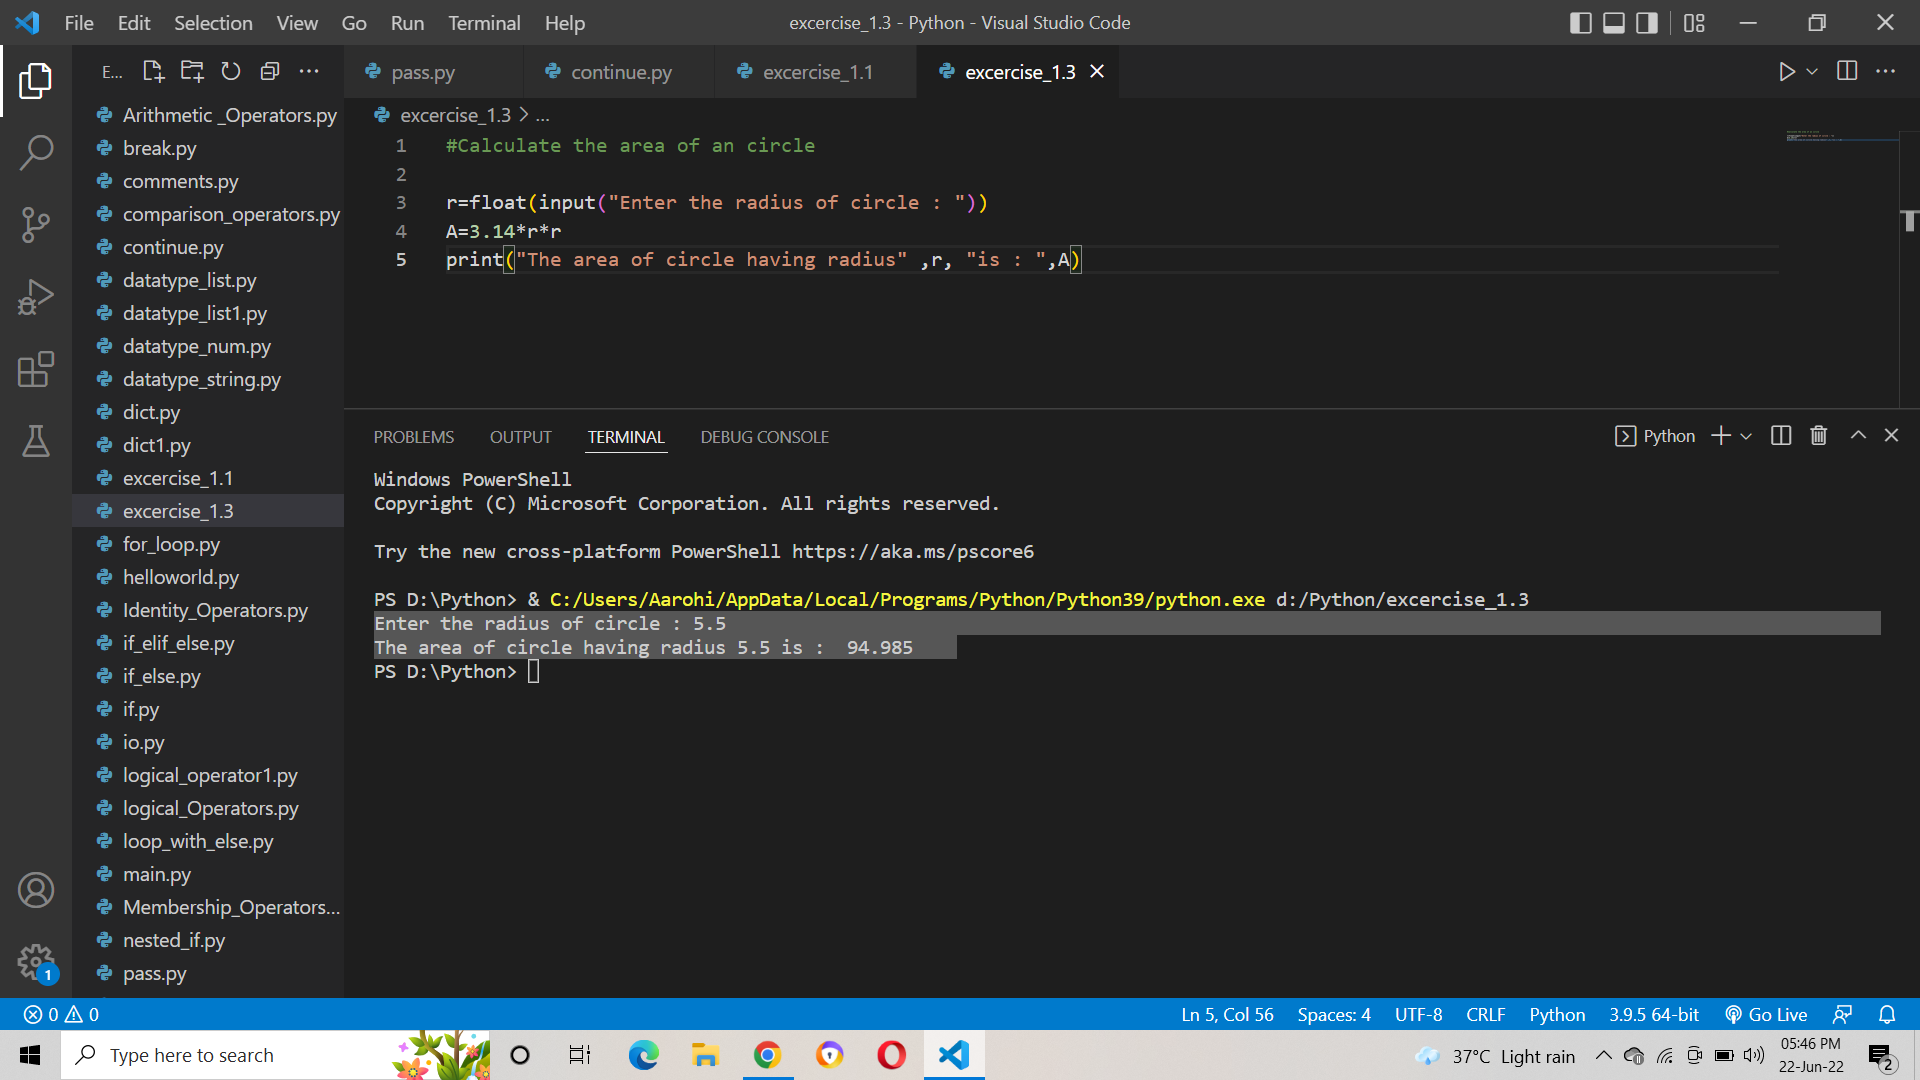 File Edit Selection View Go Run Terminal Help
excercise_1.3 - Python - Visual Studio Code
E...
pass.py
continue.py
excercise_1.1
excercise_1.3
Arithmetic _Operators.py
break.py
comments.py
comparison_operators.py
continue.py
datatype_list.py
datatype_list1.py
datatype_num.py
datatype_string.py
dict.py
dict1.py
excercise_1.1
excercise_1.3
for_loop.py
helloworld.py
Identity_Operators.py
if_elif_else.py
if_else.py
if.py
io.py
logical_operator1.py
logical_Operators.py
loop_with_else.py
main.py
Membership_Operators...
nested_if.py
pass.py
excercise_1.3 > ...
1 #Calculate the area of an circle
2
3 r=float(input("Enter the radius of circle : "))
4 A=3.14*r*r
5 print("The area of circle having radius" ,r, "is : ",A)
PROBLEMS OUTPUT TERMINAL DEBUG CONSOLE
Python
Windows PowerShell
Copyright (C) Microsoft Corporation. All rights reserved.
Try the new cross-platform PowerShell https://aka.ms/pscore6
PS D:\Python> & C:/Users/Aarohi/AppData/Local/Programs/Python/Python39/python.exe d:/Python/excercise_1.3
Enter the radius of circle : 5.5
The area of circle having radius 5.5 is :  94.985
PS D:\Python>
1
0 0
Ln 5, Col 56 Spaces: 4 UTF-8 CRLF Python 3.9.5 64-bit Go Live
Type here to search
37°C Light rain
05:46 PM
22-Jun-22
2